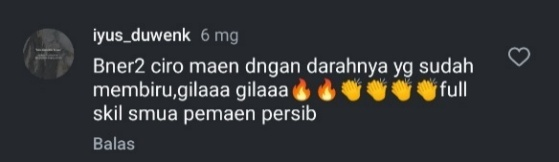 iyus_duwenk 6 mg
Bner2 ciro maen dngan darahnya yg sudah
membiru,gilaaa gilaaa🔥🔥👏👏👏👏full
skil smua pemaen persib
Balas